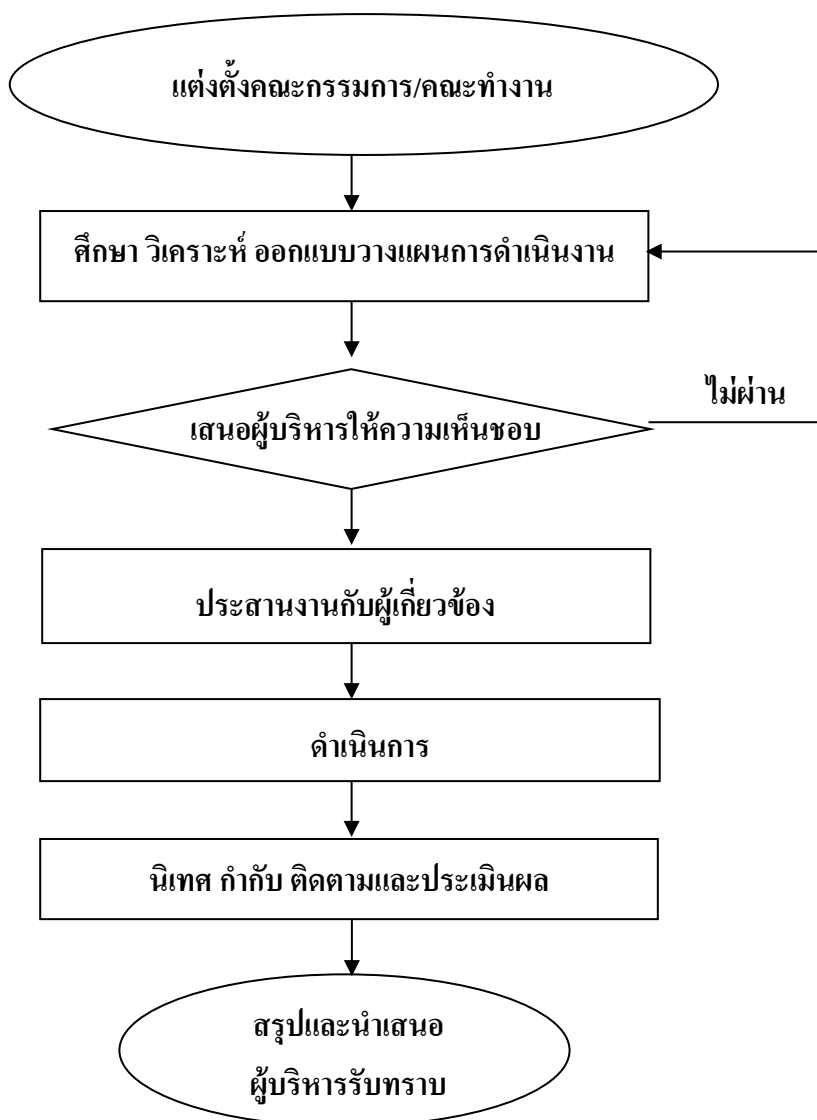 แต่งตั้งคณะกรรมการ/คณะทำงาน
ศึกษา วิเคราะห์ ออกแบบวางแผนการดำเนินงาน
ไม่ผ่าน
เสนอผู้บริหารให้ความเห็นชอบ
ประสานงานกับผู้เกี่ยวข้อง
ดำเนินการ
นิเทศ กำกับ ติดตามและประเมินผล
สรุปและนำเสนอ
ผู้บริหารรับทราบ